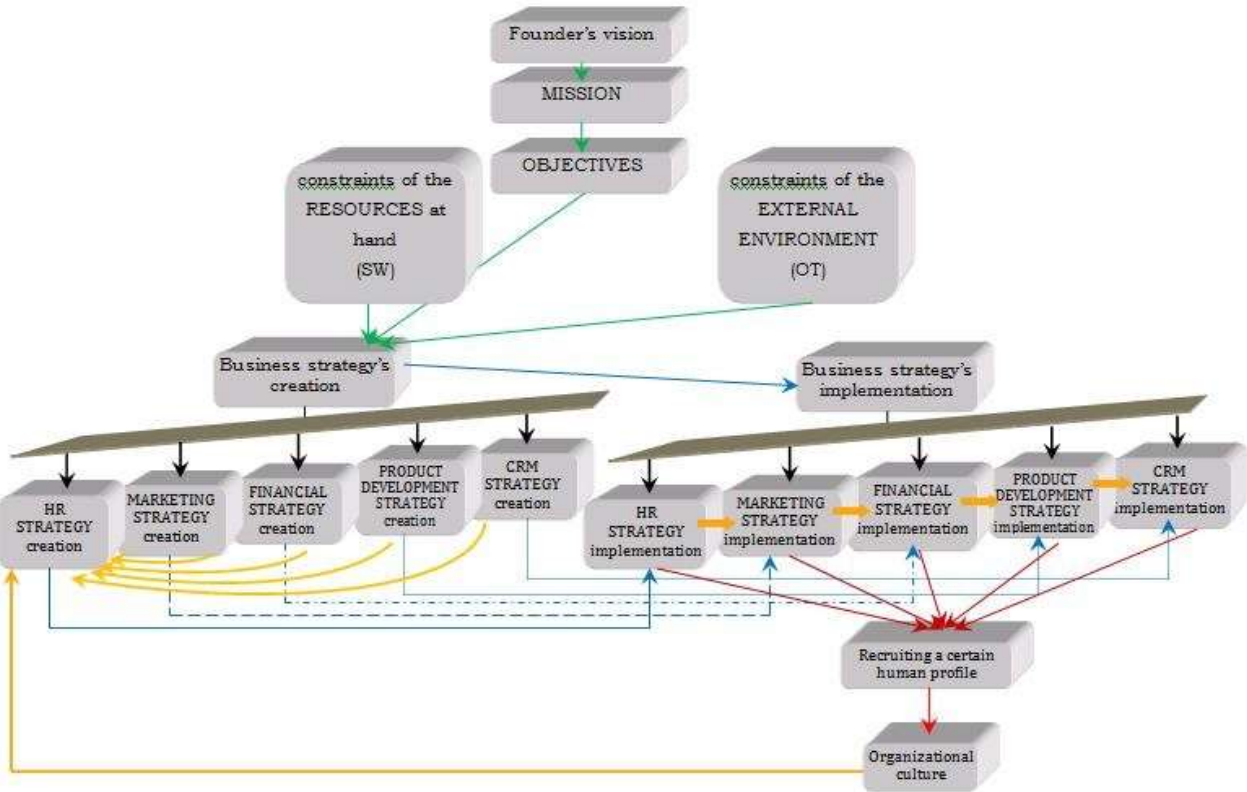 Founder's vision
MISSION
OBJECTIVES
constraints of the
RESOURCES at
hand
(SW)
constraints of the
EXTERNAL
ENVIRONMENT
(OT)
Business strategy's
creation
Business strategy's
implementation
HR
STRATEGY
creation
MARKETING
STRATEGY
creation
FINANCIAL
STRATEGY
creation
PRODUCT
DEVELOPMENT
STRATEGY
creation
CRM
STRATEGY
creation
HR
STRATEGY
implementation
MARKETING
STRATEGY
implementation
FINANCIAL
STRATEGY
implementation
PRODUCT
DEVELOPMENT
STRATEGY
implementation
CRM
STRATEGY
implementation
Recruiting a certain
human profile
Organizational
culture